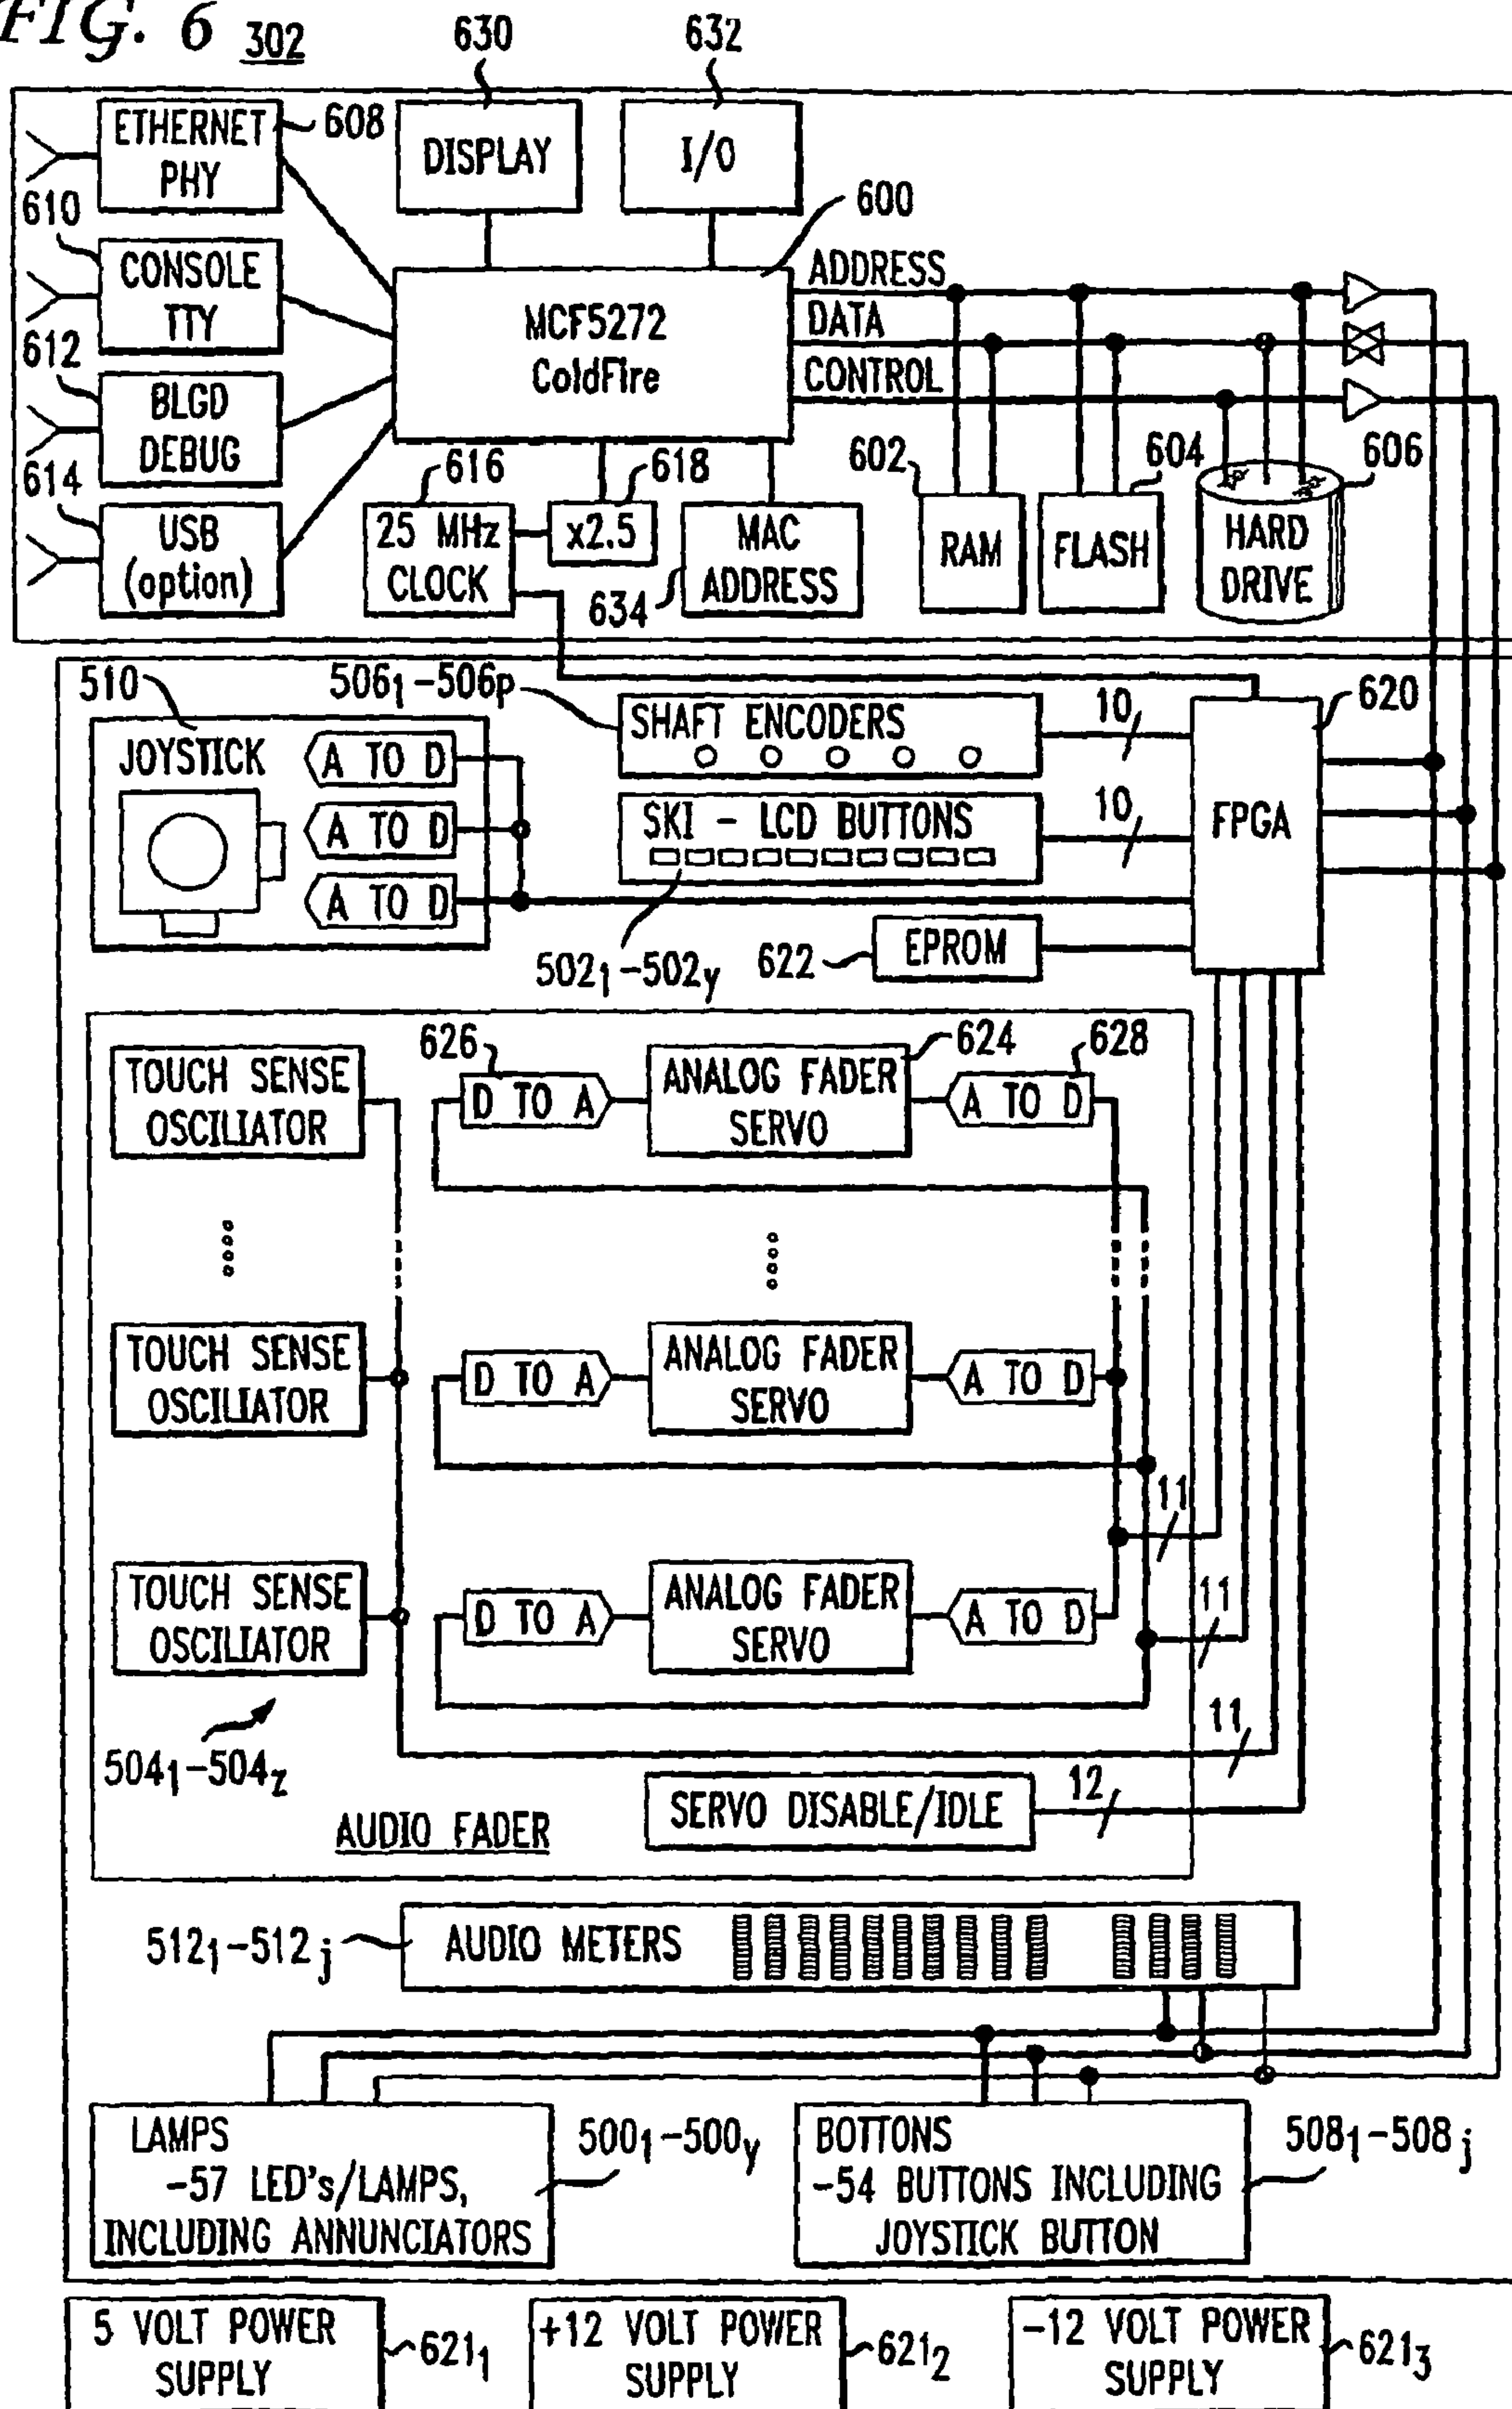 FIG. 6 302
630
632
ETHERNET
PHY
608
DISPLAY
I/O
610
600
CONSOLE
TTY
ADDRESS
MCF5272
ColdFire
DATA
CONTROL
612
BLGD
DEBUG
614
616
618
602
604
606
USB
(option)
25 MHz
CLOCK
x2.5
MAC
ADDRESS
634
RAM
FLASH
HARD
DRIVE
510
506₁-506p
SHAFT ENCODERS
10
620
JOYSTICK
A TO D
A TO D
A TO D
SKI - LCD BUTTONS
10
FPGA
502₁-502y
622
EPROM
626
624
628
TOUCH SENSE
OSCILIATOR
D TO A
ANALOG FADER
SERVO
A TO D
TOUCH SENSE
OSCILIATOR
D TO A
ANALOG FADER
SERVO
A TO D
11
TOUCH SENSE
OSCILIATOR
D TO A
ANALOG FADER
SERVO
A TO D
11
11
504₁-504z
AUDIO FADER
SERVO DISABLE/IDLE
12
512₁-512j
AUDIO METERS
LAMPS
-57 LED's/LAMPS,
INCLUDING ANNUNCIATORS
500₁-500y
BOTTONS
-54 BUTTONS INCLUDING
JOYSTICK BUTTON
508₁-508j
5 VOLT POWER
SUPPLY
621₁
+12 VOLT POWER
SUPPLY
621₂
-12 VOLT POWER
SUPPLY
621₃